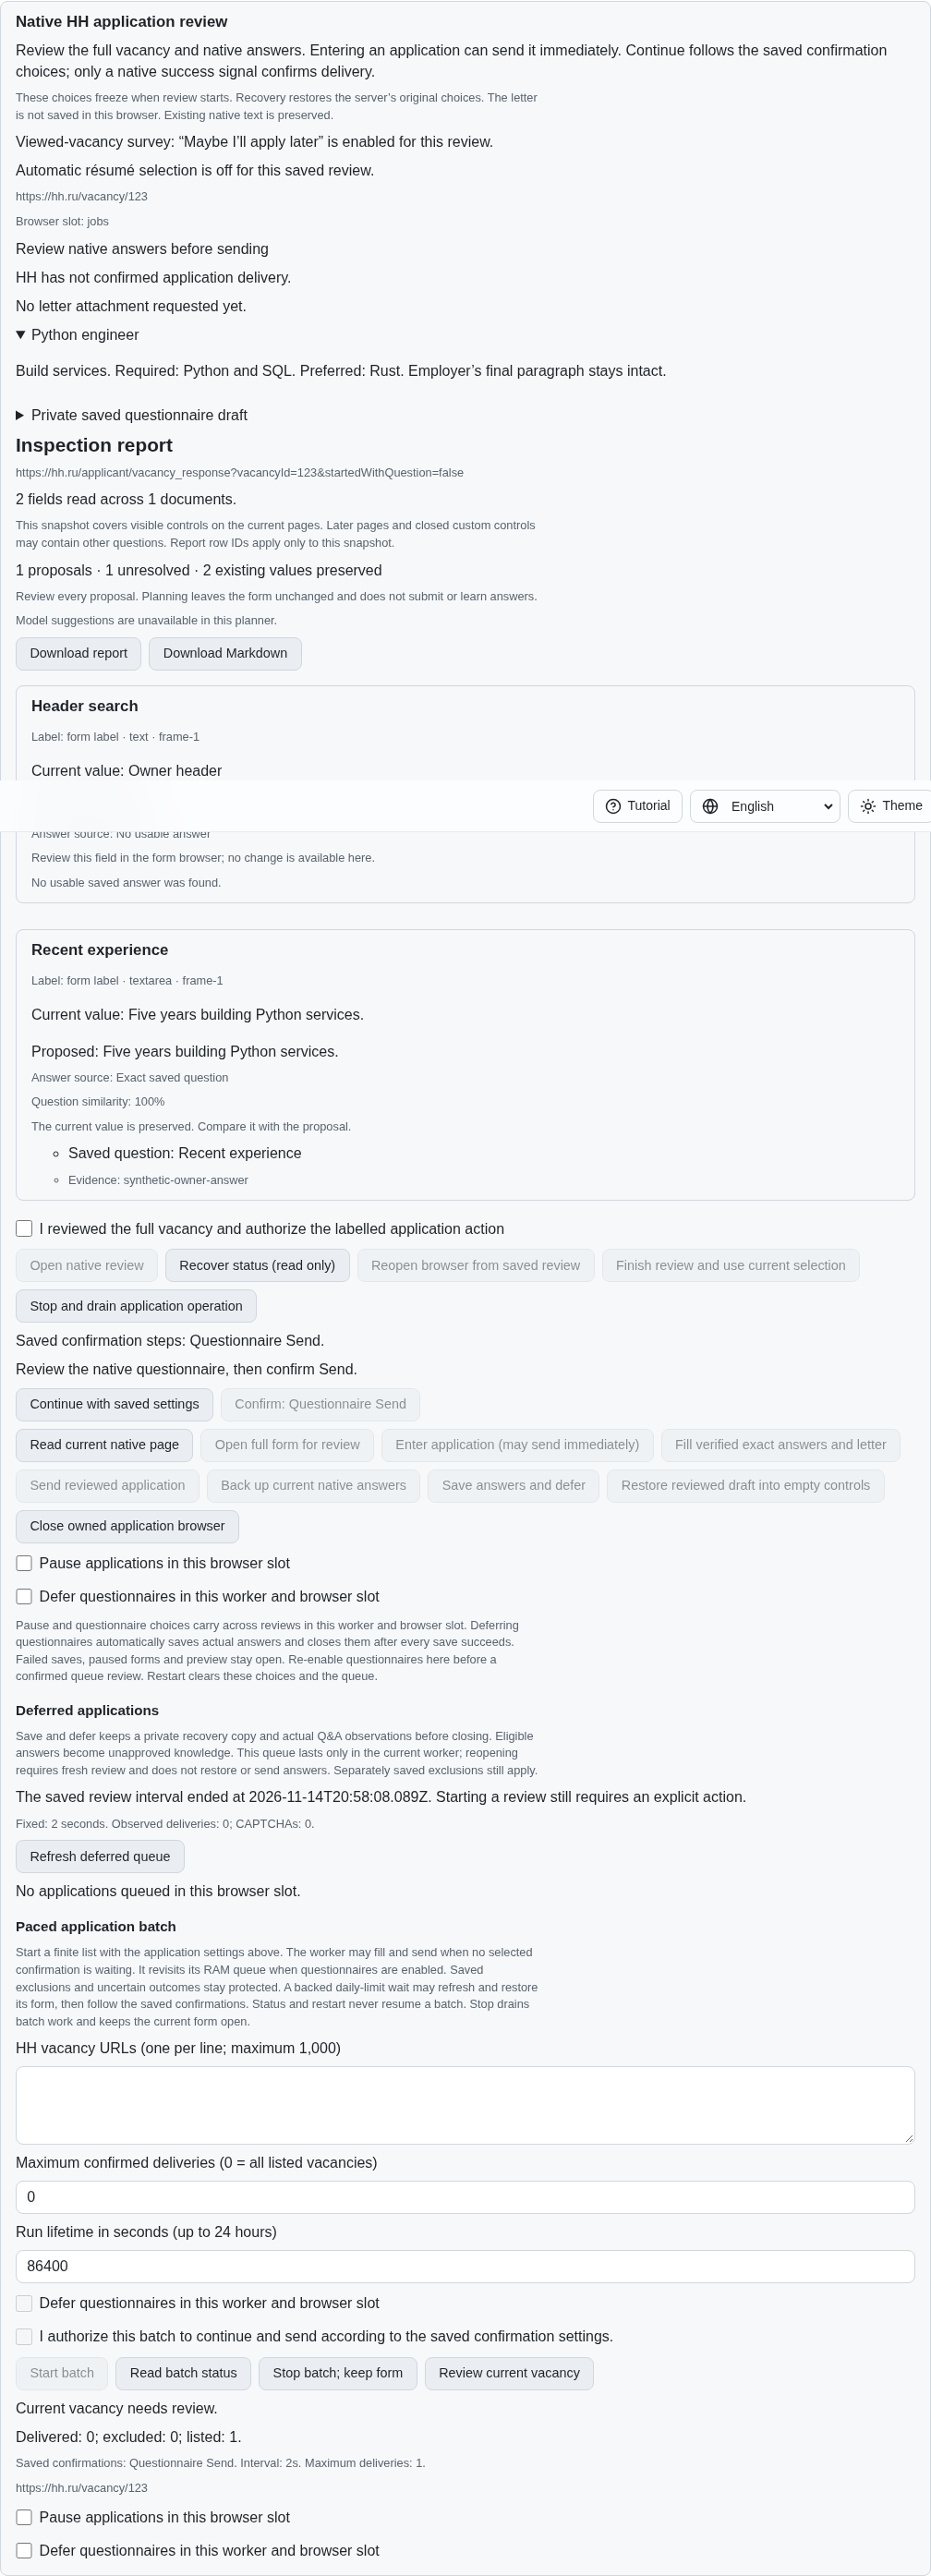 Native HH application review
Review the full vacancy and native answers. Entering an application can send it immediately. Continue follows the saved confirmation
choices; only a native success signal confirms delivery.
These choices freeze when review starts. Recovery restores the server’s original choices. The letter
is not saved in this browser. Existing native text is preserved.
Viewed-vacancy survey: “Maybe I’ll apply later” is enabled for this review.
Automatic résumé selection is off for this saved review.
https://hh.ru/vacancy/123
Browser slot: jobs
Review native answers before sending
HH has not confirmed application delivery.
No letter attachment requested yet.
Python engineer
Build services. Required: Python and SQL. Preferred: Rust. Employer’s final paragraph stays intact.
Private saved questionnaire draft
Inspection report
https://hh.ru/applicant/vacancy_response?vacancyId=123&startedWithQuestion=false
2 fields read across 1 documents.
This snapshot covers visible controls on the current pages. Later pages and closed custom controls
may contain other questions. Report row IDs apply only to this snapshot.
1 proposals · 1 unresolved · 2 existing values preserved
Review every proposal. Planning leaves the form unchanged and does not submit or learn answers.
Model suggestions are unavailable in this planner.
Download report Download Markdown
Header search
Label: form label · text · frame-1
Current value: Owner header
Tutorial English Theme
Answer source: No usable answer
Review this field in the form browser; no change is available here.
No usable saved answer was found.
Recent experience
Label: form label · textarea · frame-1
Current value: Five years building Python services.
Proposed: Five years building Python services.
Answer source: Exact saved question
Question similarity: 100%
The current value is preserved. Compare it with the proposal.
Saved question: Recent experience
Evidence: synthetic-owner-answer
I reviewed the full vacancy and authorize the labelled application action
Open native review Recover status (read only) Reopen browser from saved review Finish review and use current selection
Stop and drain application operation
Saved confirmation steps: Questionnaire Send.
Review the native questionnaire, then confirm Send.
Continue with saved settings Confirm: Questionnaire Send
Read current native page Open full form for review Enter application (may send immediately) Fill verified exact answers and letter
Send reviewed application Back up current native answers Save answers and defer Restore reviewed draft into empty controls
Close owned application browser
Pause applications in this browser slot
Defer questionnaires in this worker and browser slot
Pause and questionnaire choices carry across reviews in this worker and browser slot. Deferring
questionnaires automatically saves actual answers and closes them after every save succeeds.
Failed saves, paused forms and preview stay open. Re-enable questionnaires here before a
confirmed queue review. Restart clears these choices and the queue.
Deferred applications
Save and defer keeps a private recovery copy and actual Q&A observations before closing. Eligible
answers become unapproved knowledge. This queue lasts only in the current worker; reopening
requires fresh review and does not restore or send answers. Separately saved exclusions still apply.
The saved review interval ended at 2026-11-14T20:58:08.089Z. Starting a review still requires an explicit action.
Fixed: 2 seconds. Observed deliveries: 0; CAPTCHAs: 0.
Refresh deferred queue
No applications queued in this browser slot.
Paced application batch
Start a finite list with the application settings above. The worker may fill and send when no selected
confirmation is waiting. It revisits its RAM queue when questionnaires are enabled. Saved
exclusions and uncertain outcomes stay protected. A backed daily-limit wait may refresh and restore
its form, then follow the saved confirmations. Status and restart never resume a batch. Stop drains
batch work and keeps the current form open.
HH vacancy URLs (one per line; maximum 1,000)
Maximum confirmed deliveries (0 = all listed vacancies)
0
Run lifetime in seconds (up to 24 hours)
86400
Defer questionnaires in this worker and browser slot
I authorize this batch to continue and send according to the saved confirmation settings.
Start batch Read batch status Stop batch; keep form Review current vacancy
Current vacancy needs review.
Delivered: 0; excluded: 0; listed: 1.
Saved confirmations: Questionnaire Send. Interval: 2s. Maximum deliveries: 1.
https://hh.ru/vacancy/123
Pause applications in this browser slot
Defer questionnaires in this worker and browser slot